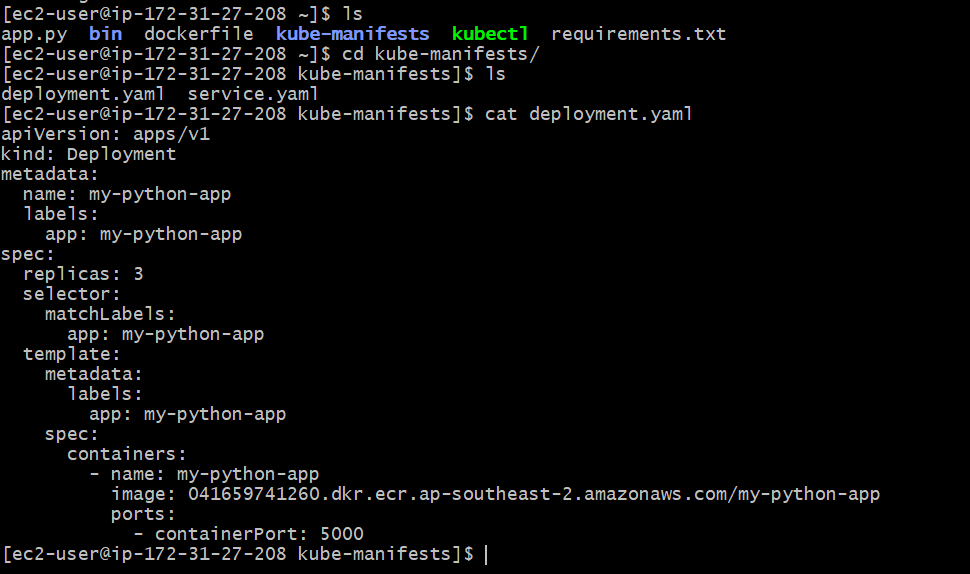 [ec2-user@ip-172-31-27-208 ~]$ ls
app.py  bin  dockerfile  kube-manifests  kubectl  requirements.txt
[ec2-user@ip-172-31-27-208 ~]$ cd kube-manifests/
[ec2-user@ip-172-31-27-208 kube-manifests]$ ls
deployment.yaml  service.yaml
[ec2-user@ip-172-31-27-208 kube-manifests]$ cat deployment.yaml
apiVersion: apps/v1
kind: Deployment
metadata:
  name: my-python-app
  labels:
    app: my-python-app
spec:
  replicas: 3
  selector:
    matchLabels:
      app: my-python-app
  template:
    metadata:
      labels:
        app: my-python-app
    spec:
      containers:
        - name: my-python-app
          image: 041659741260.dkr.ecr.ap-southeast-2.amazonaws.com/my-python-app
          ports:
            - containerPort: 5000
[ec2-user@ip-172-31-27-208 kube-manifests]$